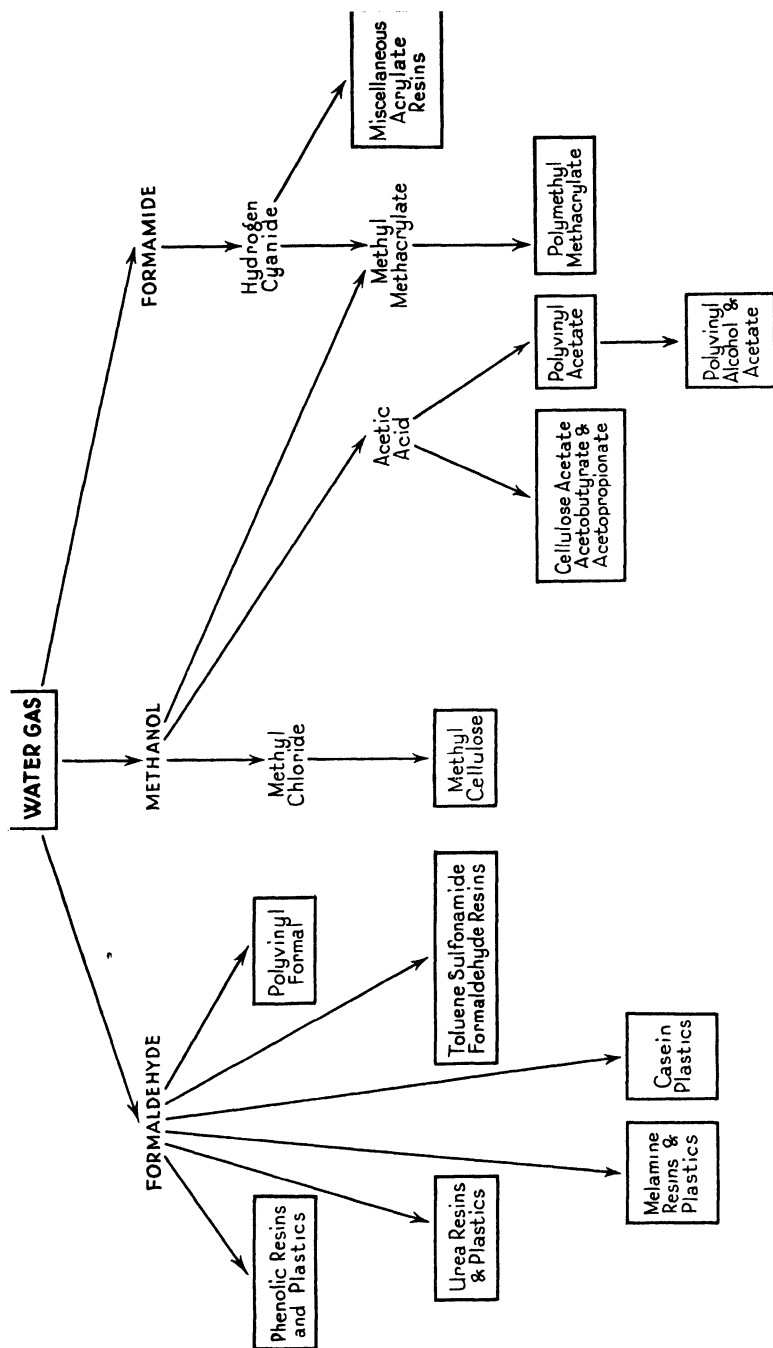 WATER GAS
FORMALDEHYDE
METHANOL
FORMAMIDE
Phenolic Resins
and Plastics
Polyvinyl
Formal
Methyl
Chloride
Hydrogen
Cyanide
Acetic
Acid
Methyl
Methacrylate
Miscellaneous
Acrylate
Resins
Urea Resins
& Plastics
Toluene Sulfonamide
Formaldehyde Resins
Methyl
Cellulose
Cellulose Acetate
Acetobutyrate &
Acetopropionate
Polyvinyl
Acetate
Polymethyl
Methacrylate
Melamine
Resins &
Plastics
Casein
Plastics
Polyvinyl
Alcohol &
Acetate